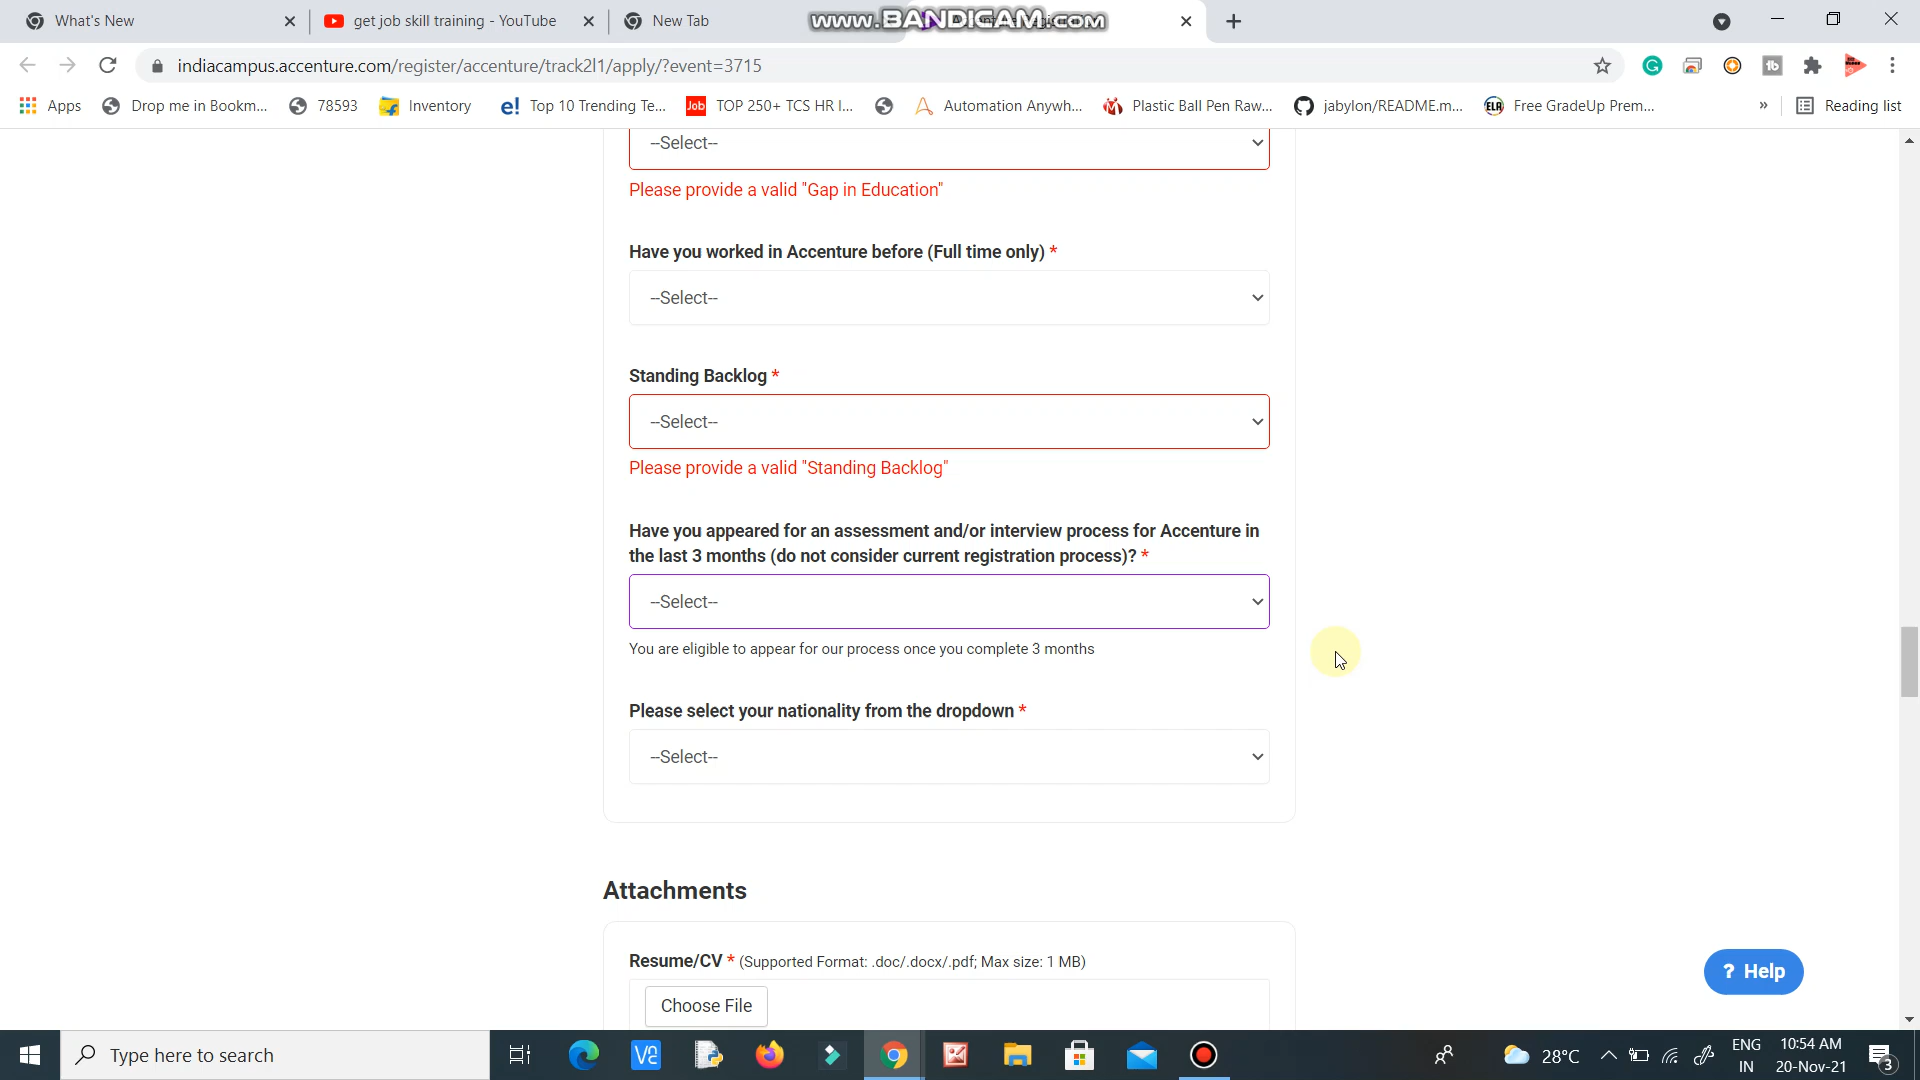 What's New
get job skill training - YouTube
New Tab
www.BANDICAM.com
indiacampus.accenture.com/register/accenture/track2l1/apply/?event=3715
Apps
Drop me in Bookm...
78593
Inventory
Top 10 Trending Te...
Job
TOP 250+ TCS HR I...
Automation Anywh...
Plastic Ball Pen Raw...
jabylon/README.m...
ELR
Free GradeUp Prem...
»
Reading list
--Select--
Please provide a valid "Gap in Education"
Have you worked in Accenture before (Full time only) *
--Select--
Standing Backlog *
--Select--
Please provide a valid "Standing Backlog"
Have you appeared for an assessment and/or interview process for Accenture in
the last 3 months (do not consider current registration process)? *
--Select--
You are eligible to appear for our process once you complete 3 months
Please select your nationality from the dropdown *
--Select--
Attachments
Resume/CV * (Supported Format: .doc/.docx/.pdf; Max size: 1 MB)
Choose File
? Help
Type here to search
28°C
ENG
IN
10:54 AM
20-Nov-21
3